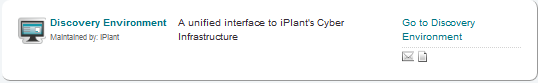 Discovery Environment
Maintained by: iPlant
A unified interface to iPlant's Cyber
Infrastructure
Go to Discovery
Environment